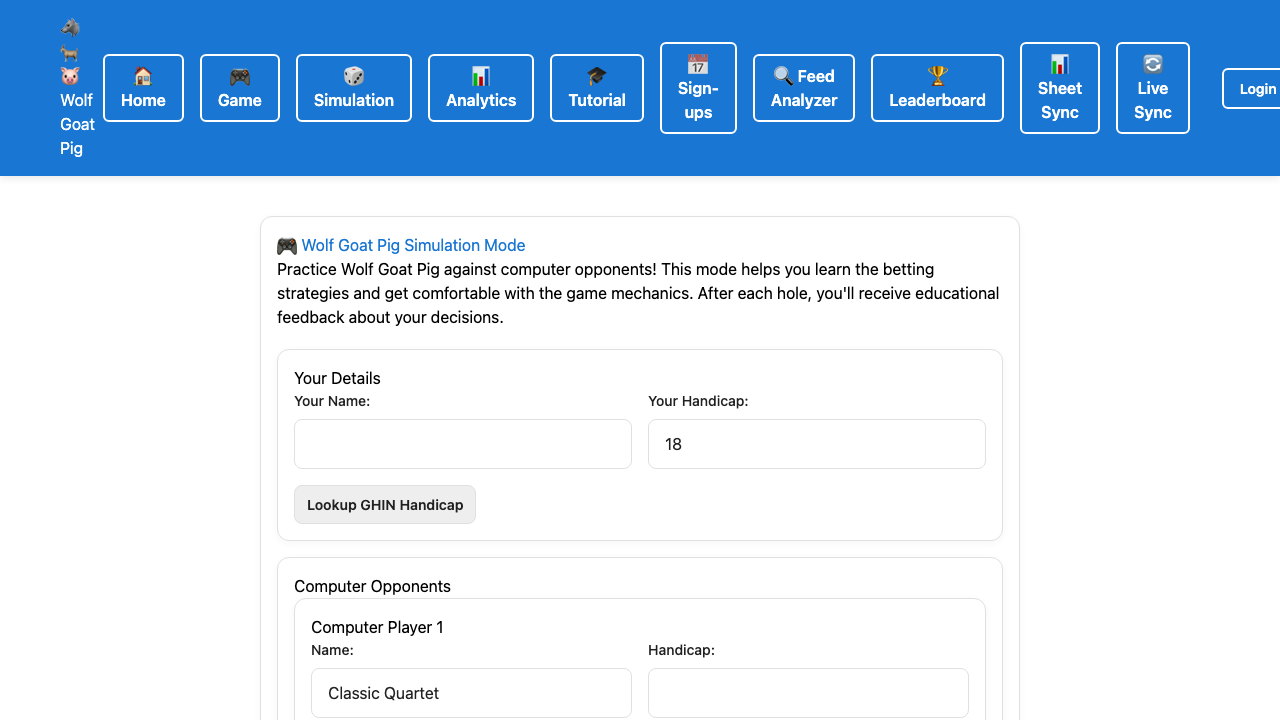 Wolf
Goat
Pig
Home
Game
Simulation
Analytics
Tutorial
Sign-
ups
Feed
Analyzer
Leaderboard
Sheet
Sync
Live
Sync
Login
Wolf Goat Pig Simulation Mode
Practice Wolf Goat Pig against computer opponents! This mode helps you learn the betting
strategies and get comfortable with the game mechanics. After each hole, you'll receive educational
feedback about your decisions.
Your Details
Your Name:
Your Handicap:
18
Lookup GHIN Handicap
Computer Opponents
Computer Player 1
Name:
Handicap:
Classic Quartet